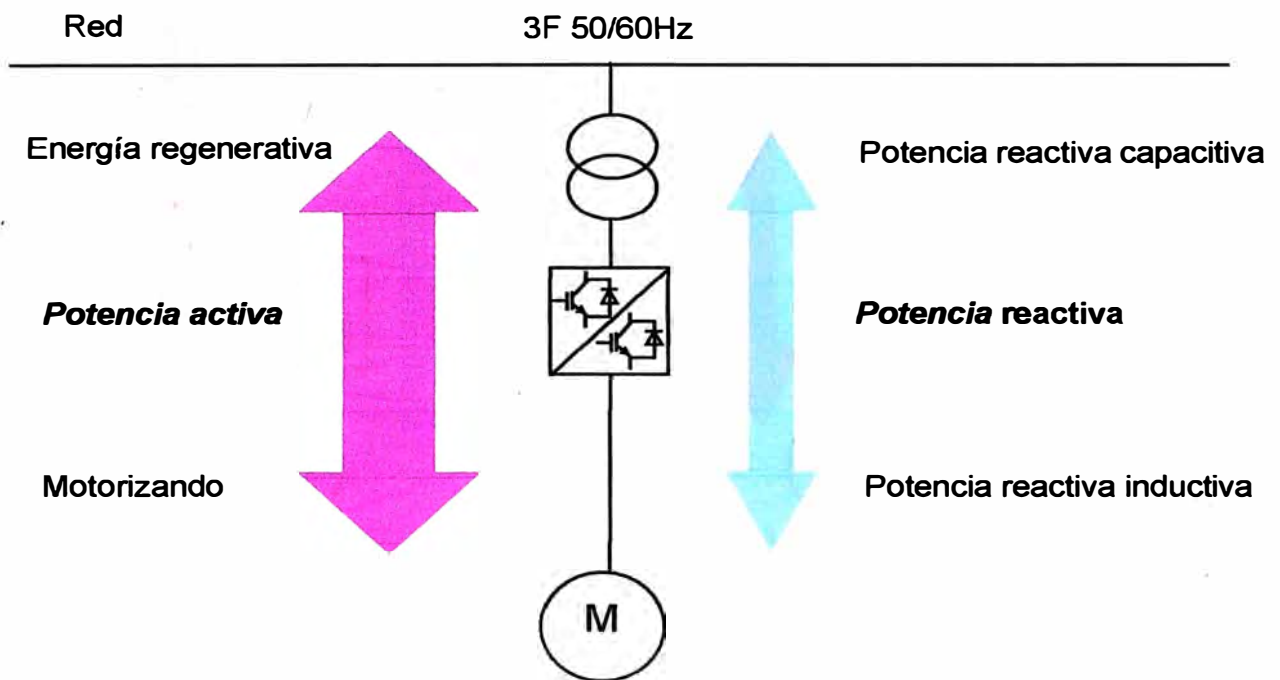 Red
3F 50/60Hz
Energía regenerativa
Potencia reactiva capacitiva
Potencia activa
Potencia reactiva
Motorizando
Potencia reactiva inductiva
M